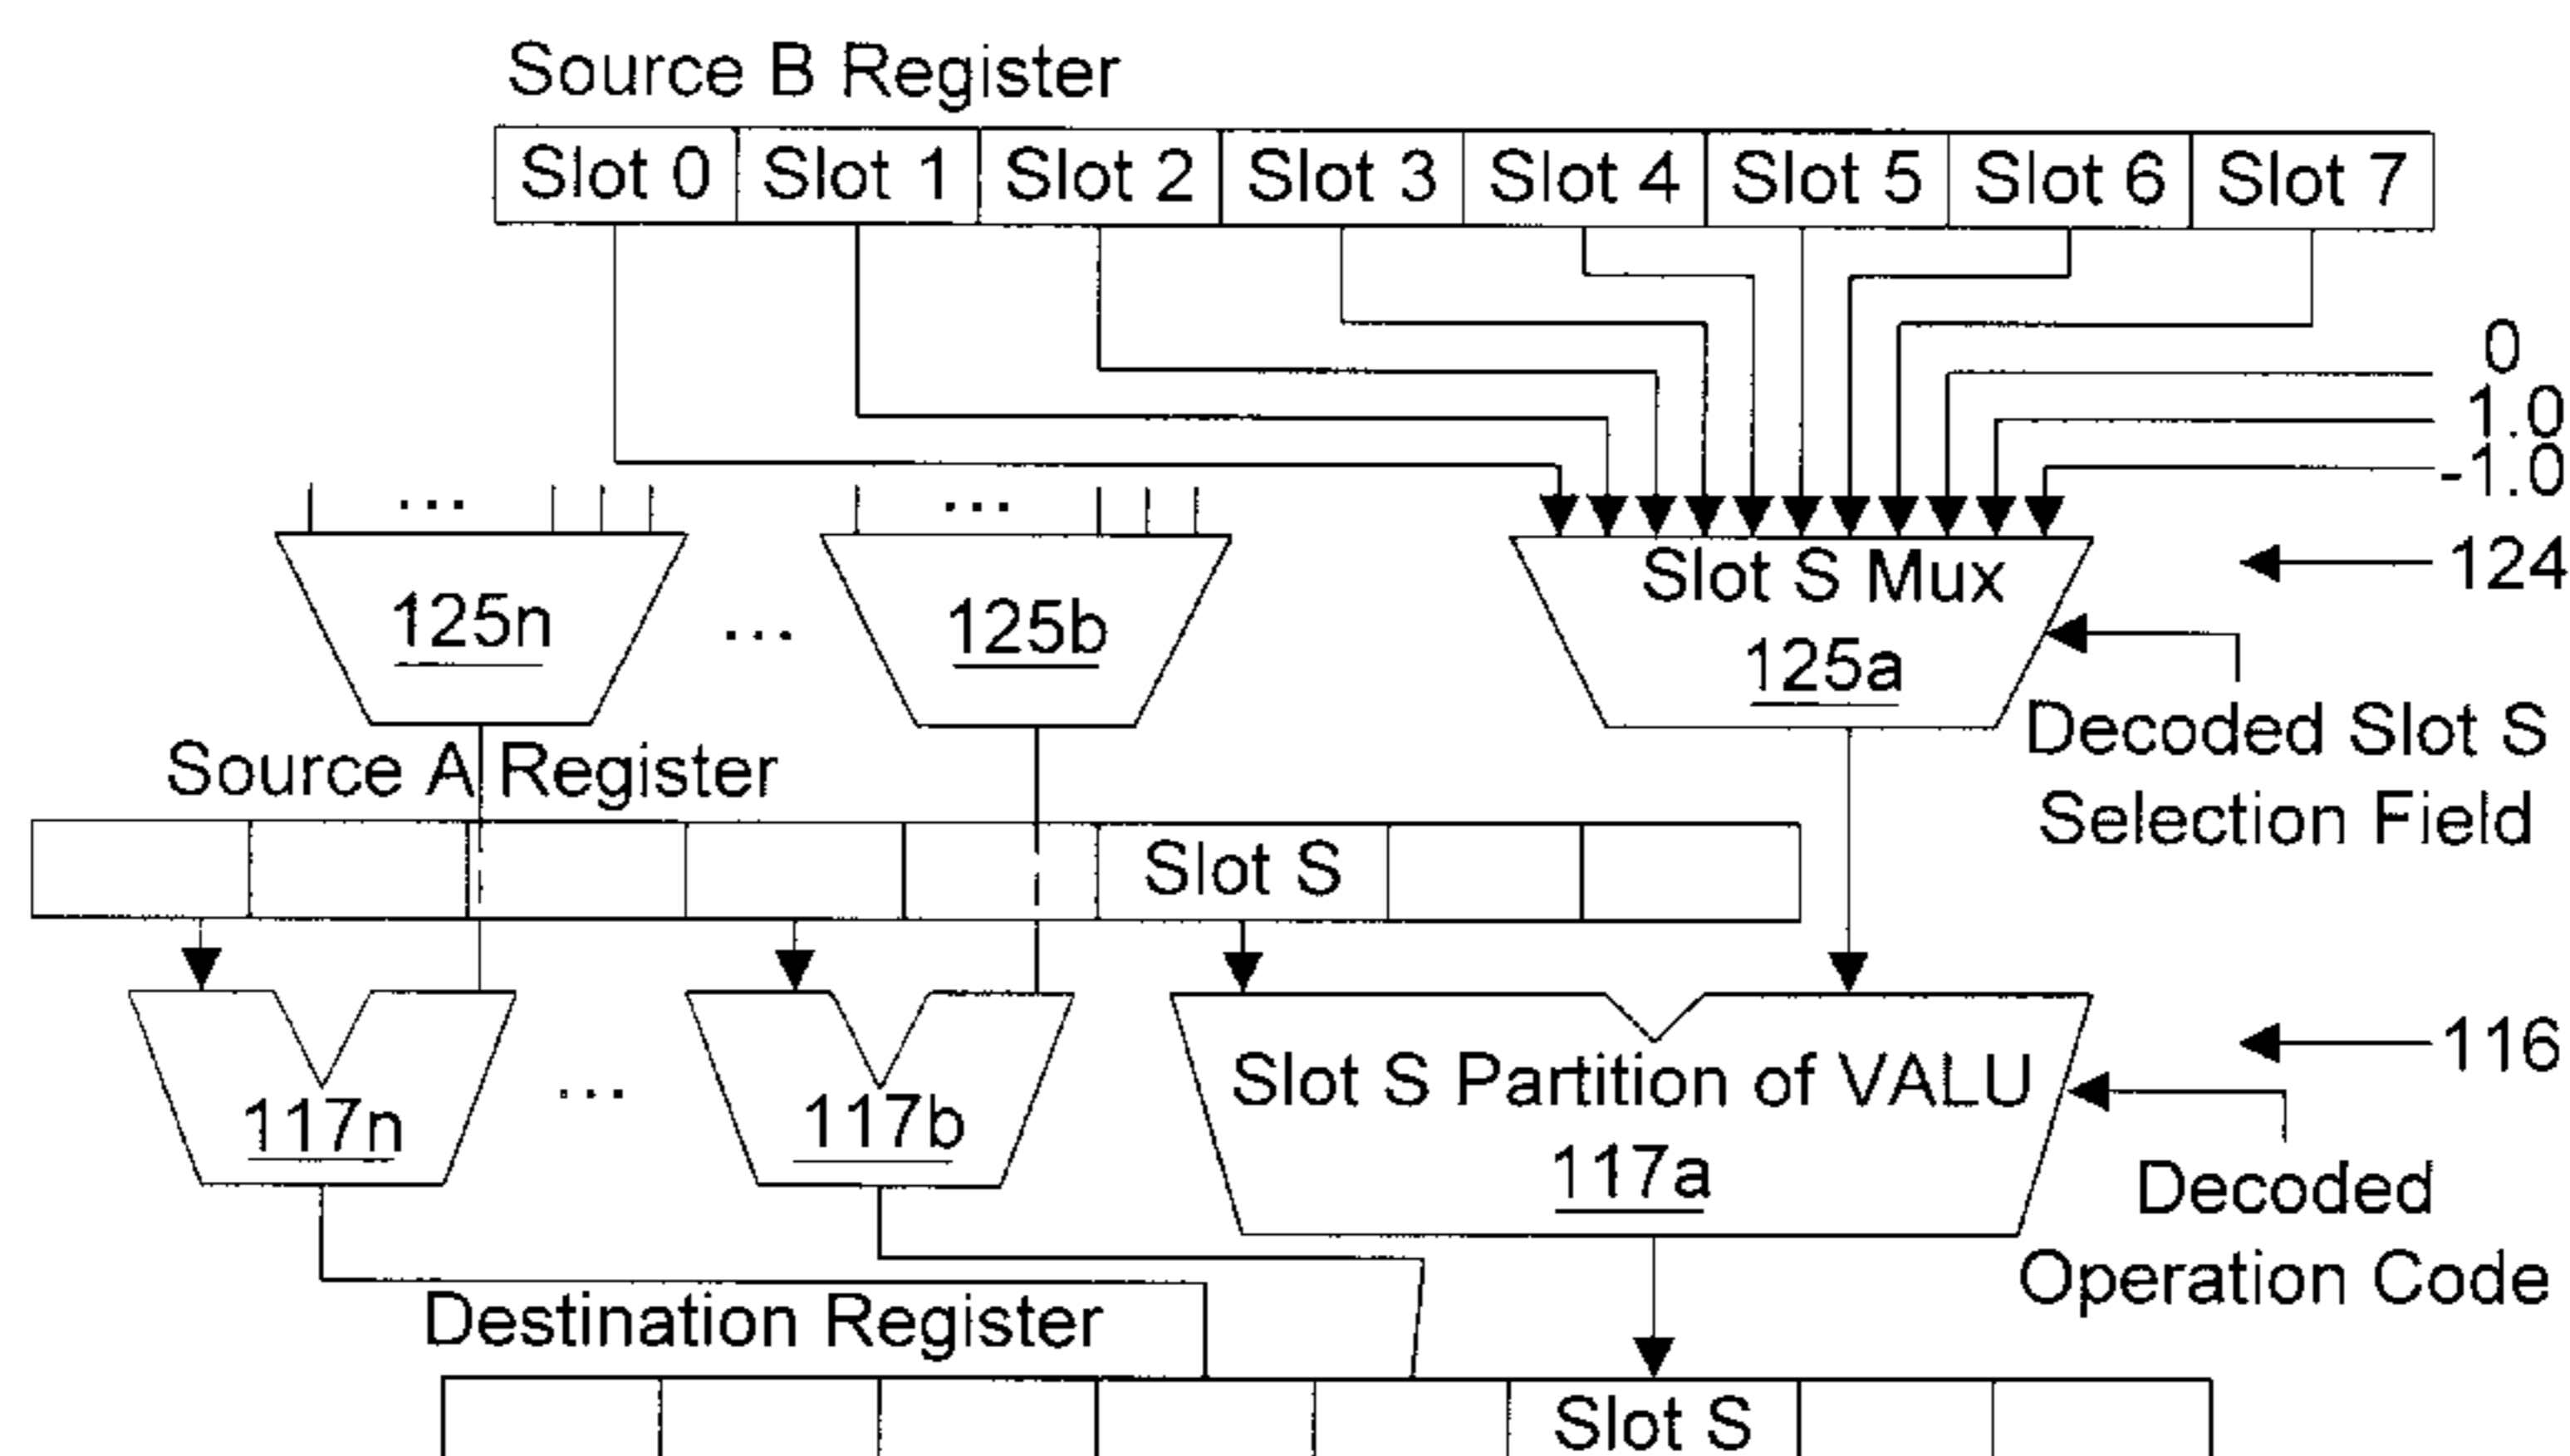 Source B Register
Slot 0 Slot 1 Slot 2 Slot 3 Slot 4 Slot 5 Slot 6 Slot 7
0
1.0
-1.0
... ...
Slot S Mux
124
125n ... 125b 125a
Decoded Slot S
Selection Field
Source A Register
Slot S
116
Slot S Partition of VALU
117n ... 117b 117a
Decoded
Operation Code
Destination Register
Slot S